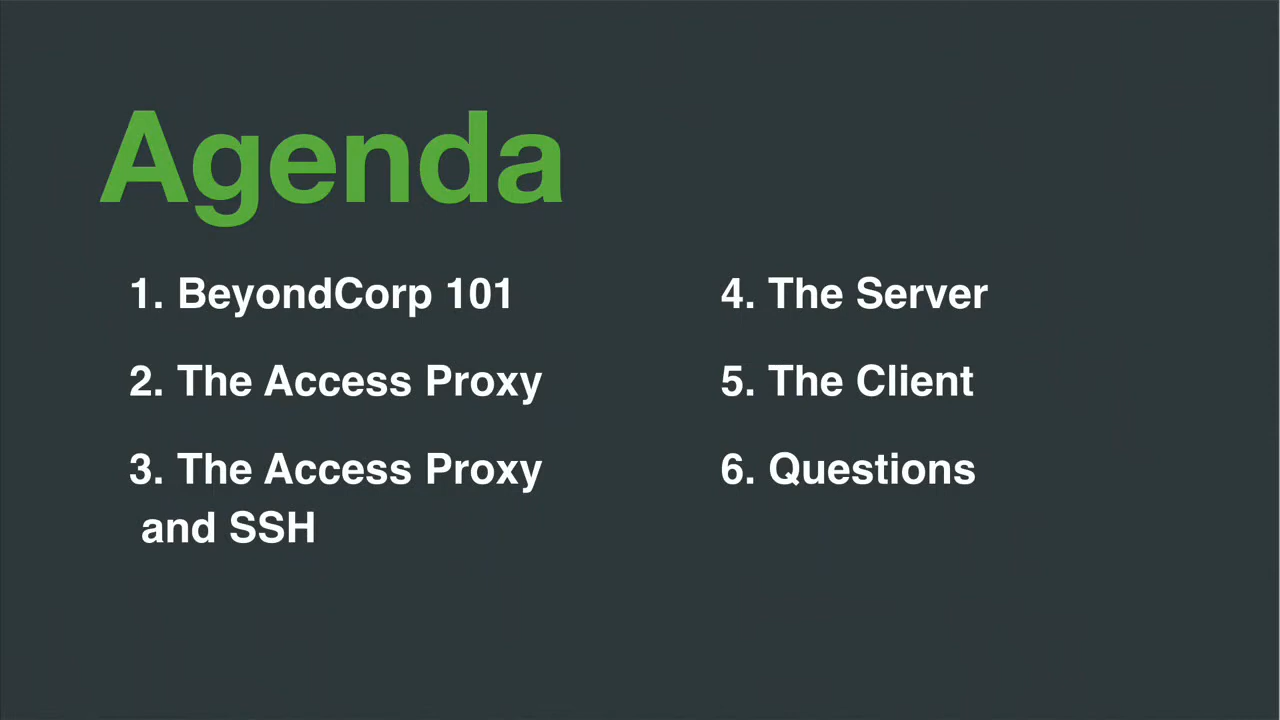 Agenda
1. BeyondCorp 101
2. The Access Proxy
3. The Access Proxy
and SSH
4. The Server
5. The Client
6. Questions